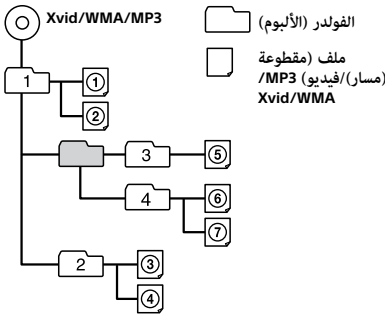 Xvid/WMA/MP3
الفولدر (الألبوم)
ملف (مقطوعة
(مسار)/فيديو) MP3/
Xvid/WMA
1
①
②
3
⑤
4
⑥
⑦
2
③
④